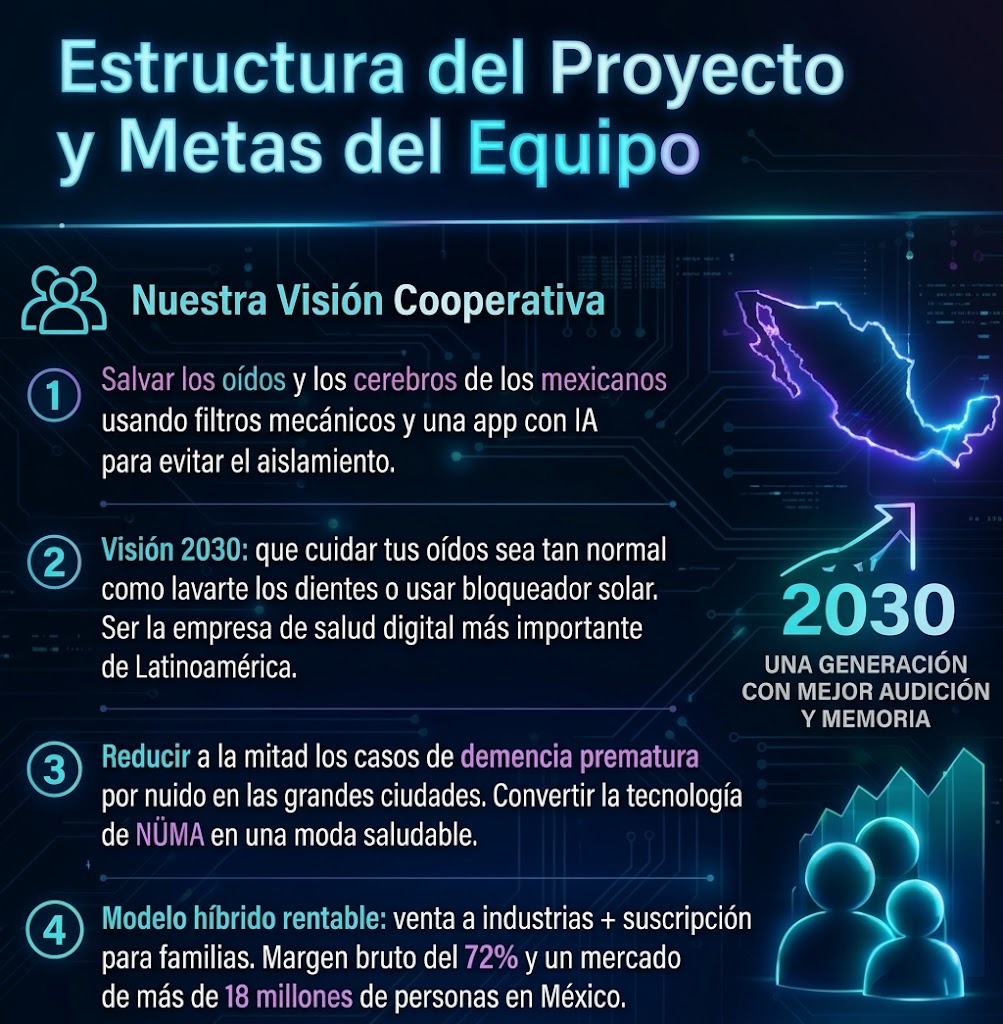 Estructura del Proyecto
y Metas del Equipo
Nuestra Visión Cooperativa
1
Salvar los oídos y los cerebros de los mexicanos
usando filtros mecánicos y una app con IA
para evitar el aislamiento.
2
Visión 2030: que cuidar tus oídos sea tan normal
como lavarte los dientes o usar bloqueador solar.
Ser la empresa de salud digital más importante
de Latinoamérica.
2030
UNA GENERACIÓN
CON MEJOR AUDICIÓN
Y MEMORIA
3
Reducir a la mitad los casos de demencia prematura
por nuido en las grandes ciudades. Convertir la tecnología
de NÜMA en una moda saludable.
4
Modelo híbrido rentable: venta a industrias + suscripción
para familias. Margen bruto del 72% y un mercado
de más de 18 millones de personas en México.